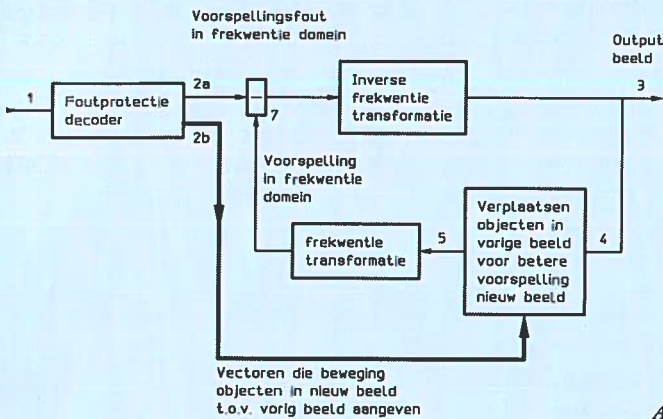 Voorspellingsfout
in frekwentie domein
Output
beeld
1
Foutprotectie
decoder
2a
2b
–
7
Inverse
frekwentie
transformatie
3
Voorspelling
in frekwentie
domein
frekwentie
transformatie
5
Verplaatsen
objecten in
vorige beeld
voor betere
voorspelling
nieuw beeld
4
Vectoren die beweging
objecten in nieuw beeld
t.o.v. vorig beeld aangeven